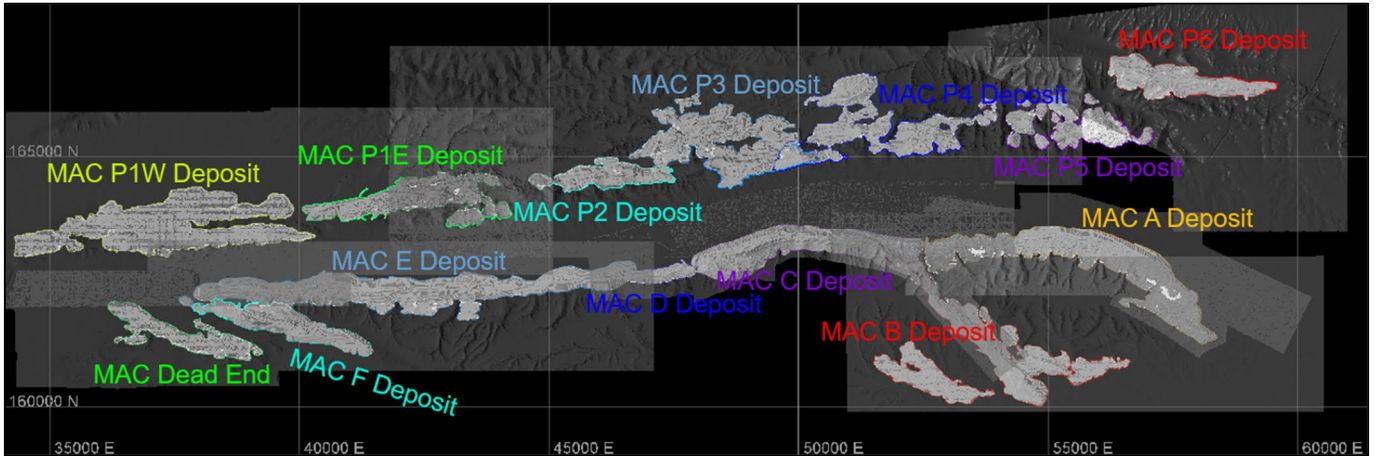 MAC P6 Deposit
MAC P3 Deposit
MAC P4 Deposit
165000 N
MAC P1E Deposit
MAC P1W Deposit
MAC P5 Deposit
MAC P2 Deposit
MAC A Deposit
MAC E Deposit
MAC C Deposit
MAC D Deposit
MAC B Deposit
MAC Dead End
MAC F Deposit
160000 N
35000 E
40000 E
45000 E
50000 E
55000 E
60000 E